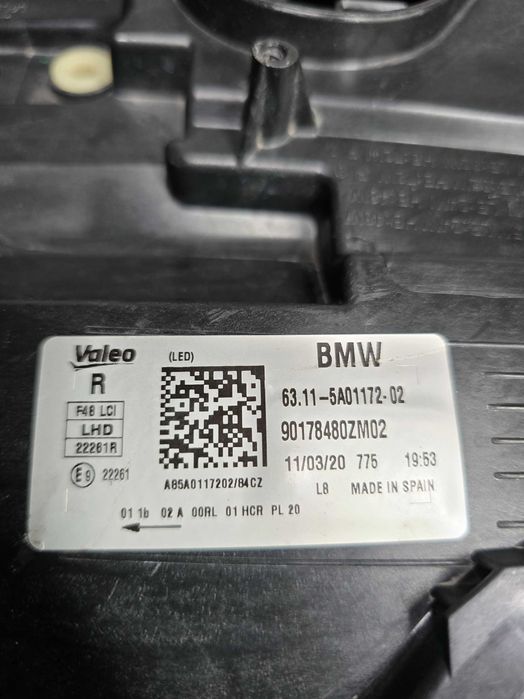 Valeo (LED) BMW
R
63.11-5A01172-02
F48 LCI
LHD
22261R
90178480ZM02
E9 22261
11/03/20 775 19:53
A85A0117202/84CZ
L8 MADE IN SPAIN
01 1b 02 A 00RL 01 HCR PL 20